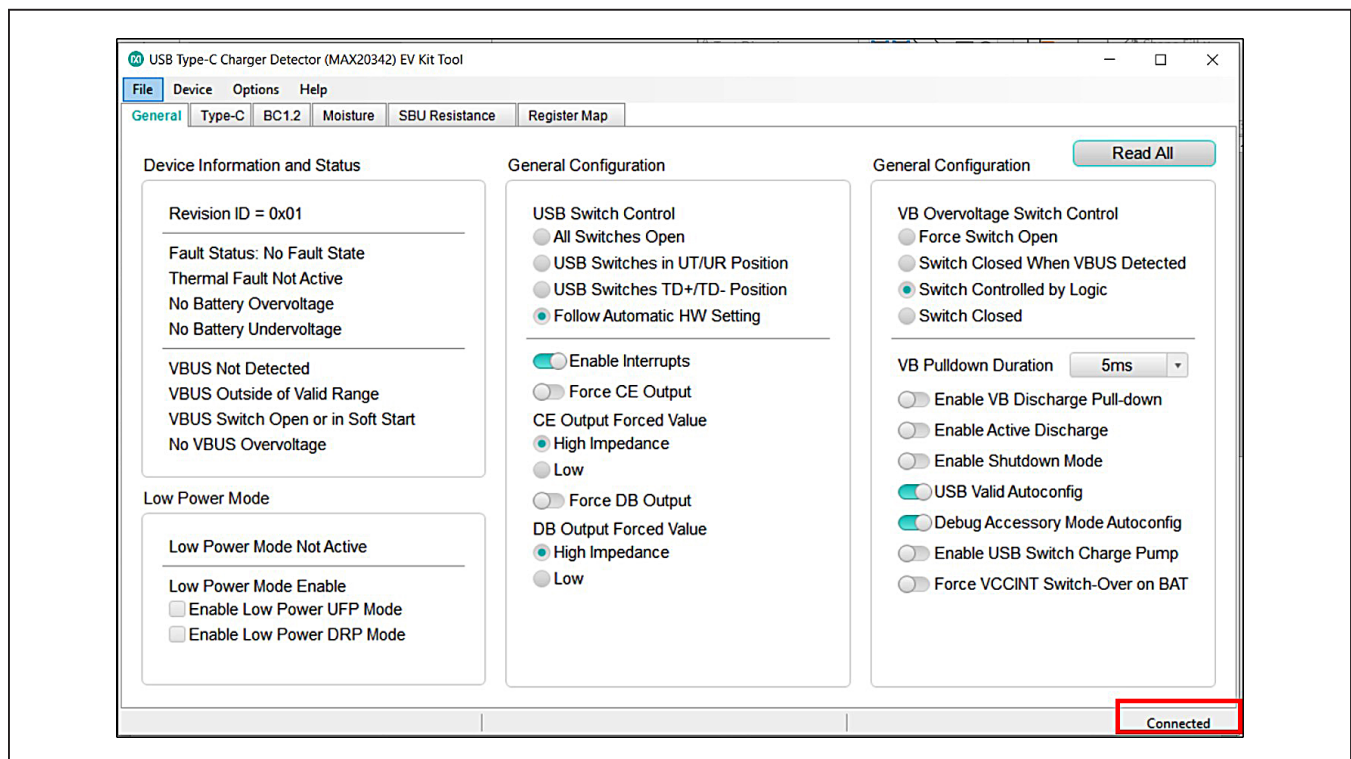 USB Type-C Charger Detector (MAX20342) EV Kit Tool
File Device Options Help
General Type-C BC1.2 Moisture SBU Resistance Register Map
Read All
Device Information and Status
Revision ID = 0x01
Fault Status: No Fault State
Thermal Fault Not Active
No Battery Overvoltage
No Battery Undervoltage
VBUS Not Detected
VBUS Outside of Valid Range
VBUS Switch Open or in Soft Start
No VBUS Overvoltage
Low Power Mode
Low Power Mode Not Active
Low Power Mode Enable
Enable Low Power UFP Mode
Enable Low Power DRP Mode
General Configuration
USB Switch Control
All Switches Open
USB Switches in UT/UR Position
USB Switches TD+/TD- Position
Follow Automatic HW Setting
Enable Interrupts
Force CE Output
CE Output Forced Value
High Impedance
Low
Force DB Output
DB Output Forced Value
High Impedance
Low
General Configuration
VB Overvoltage Switch Control
Force Switch Open
Switch Closed When VBUS Detected
Switch Controlled by Logic
Switch Closed
VB Pulldown Duration 5ms
Enable VB Discharge Pull-down
Enable Active Discharge
Enable Shutdown Mode
USB Valid Autoconfig
Debug Accessory Mode Autoconfig
Enable USB Switch Charge Pump
Force VCCINT Switch-Over on BAT
Connected